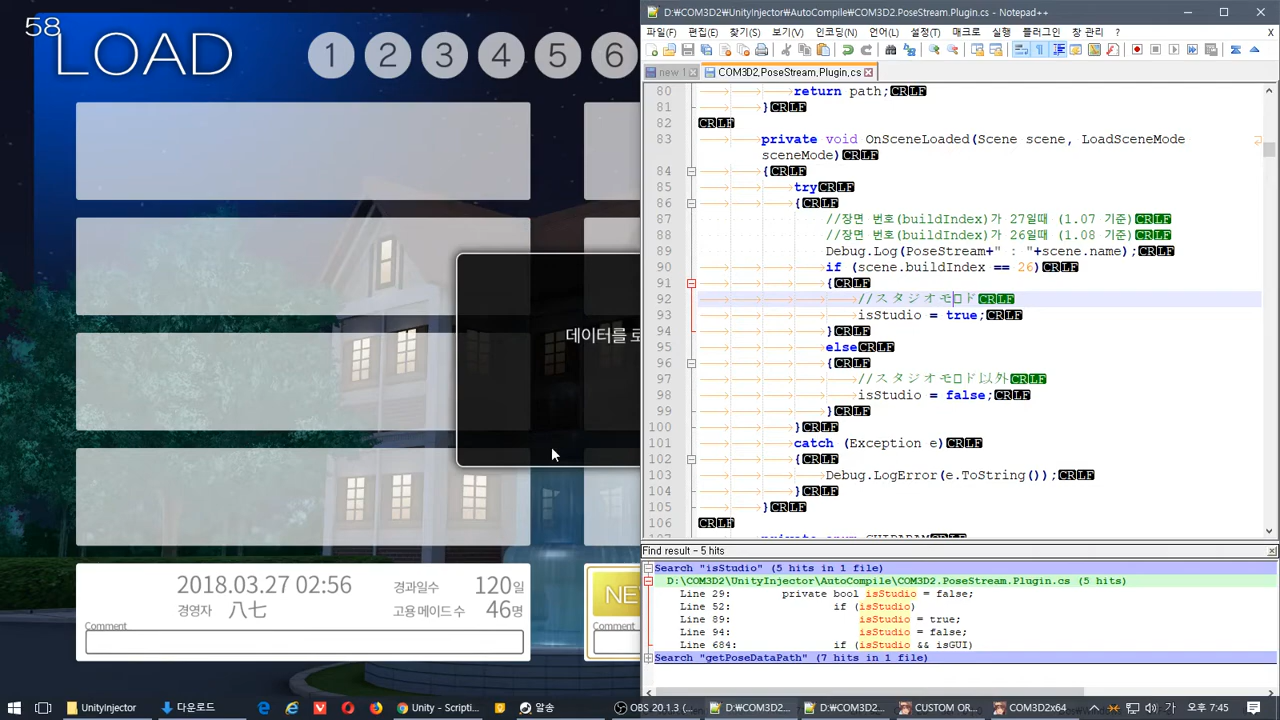 58
LOAD
1 2 3 4 5 6
데이터를 로
2018.03.27 02:56
경과일수 120일
경영자 八七
고용 메이드 수 46명
Comment
NE
Comment
D:\COM3D2\UnityInjector\AutoCompile\COM3D2.PoseStream.Plugin.cs - Notepad++
파일(F) 편집(E) 찾기(S) 보기(V) 인코딩(N) 언어(L) 설정(T) 매크로 실행 플러그인 창 관리 ? X
new 1 COM3D2.PoseStream.Plugin.cs
80 return path;CRLF
81 }CRLF
82 CRLF
83 private void OnSceneLoaded(Scene scene, LoadSceneMode
sceneMode)CRLF
84 {CRLF
85 tryCRLF
86 {CRLF
87 //장면 번호(buildIndex)가 27일때 (1.07 기준)CRLF
88 //장면 번호(buildIndex)가 26일때 (1.08 기준)CRLF
89 Debug.Log(PoseStream+" : "+scene.name);CRLF
90 if (scene.buildIndex == 26)CRLF
91 {CRLF
92 //スタジオモ□ドCRLF
93 isStudio = true;CRLF
94 }CRLF
95 elseCRLF
96 {CRLF
97 //スタジオモ□ド以外CRLF
98 isStudio = false;CRLF
99 }CRLF
100 }CRLF
101 catch (Exception e)CRLF
102 {CRLF
103 Debug.LogError(e.ToString());CRLF
104 }CRLF
105 }CRLF
106 CRLF
Find result - 5 hits
Search "isStudio" (5 hits in 1 file)
D:\COM3D2\UnityInjector\AutoCompile\COM3D2.PoseStream.Plugin.cs (5 hits)
Line 29: private bool isStudio = false;
Line 52: if (isStudio)
Line 89: isStudio = true;
Line 94: isStudio = false;
Line 684: if (isStudio && isGUI)
Search "getPoseDataPath" (7 hits in 1 file)
UnityInjector 다운로드 Unity - Scripti... 알송 OBS 20.1.3 (... D:\COM3D2\... D:\COM3D2\... CUSTOM OR... COM3D2x64 오후 7:45